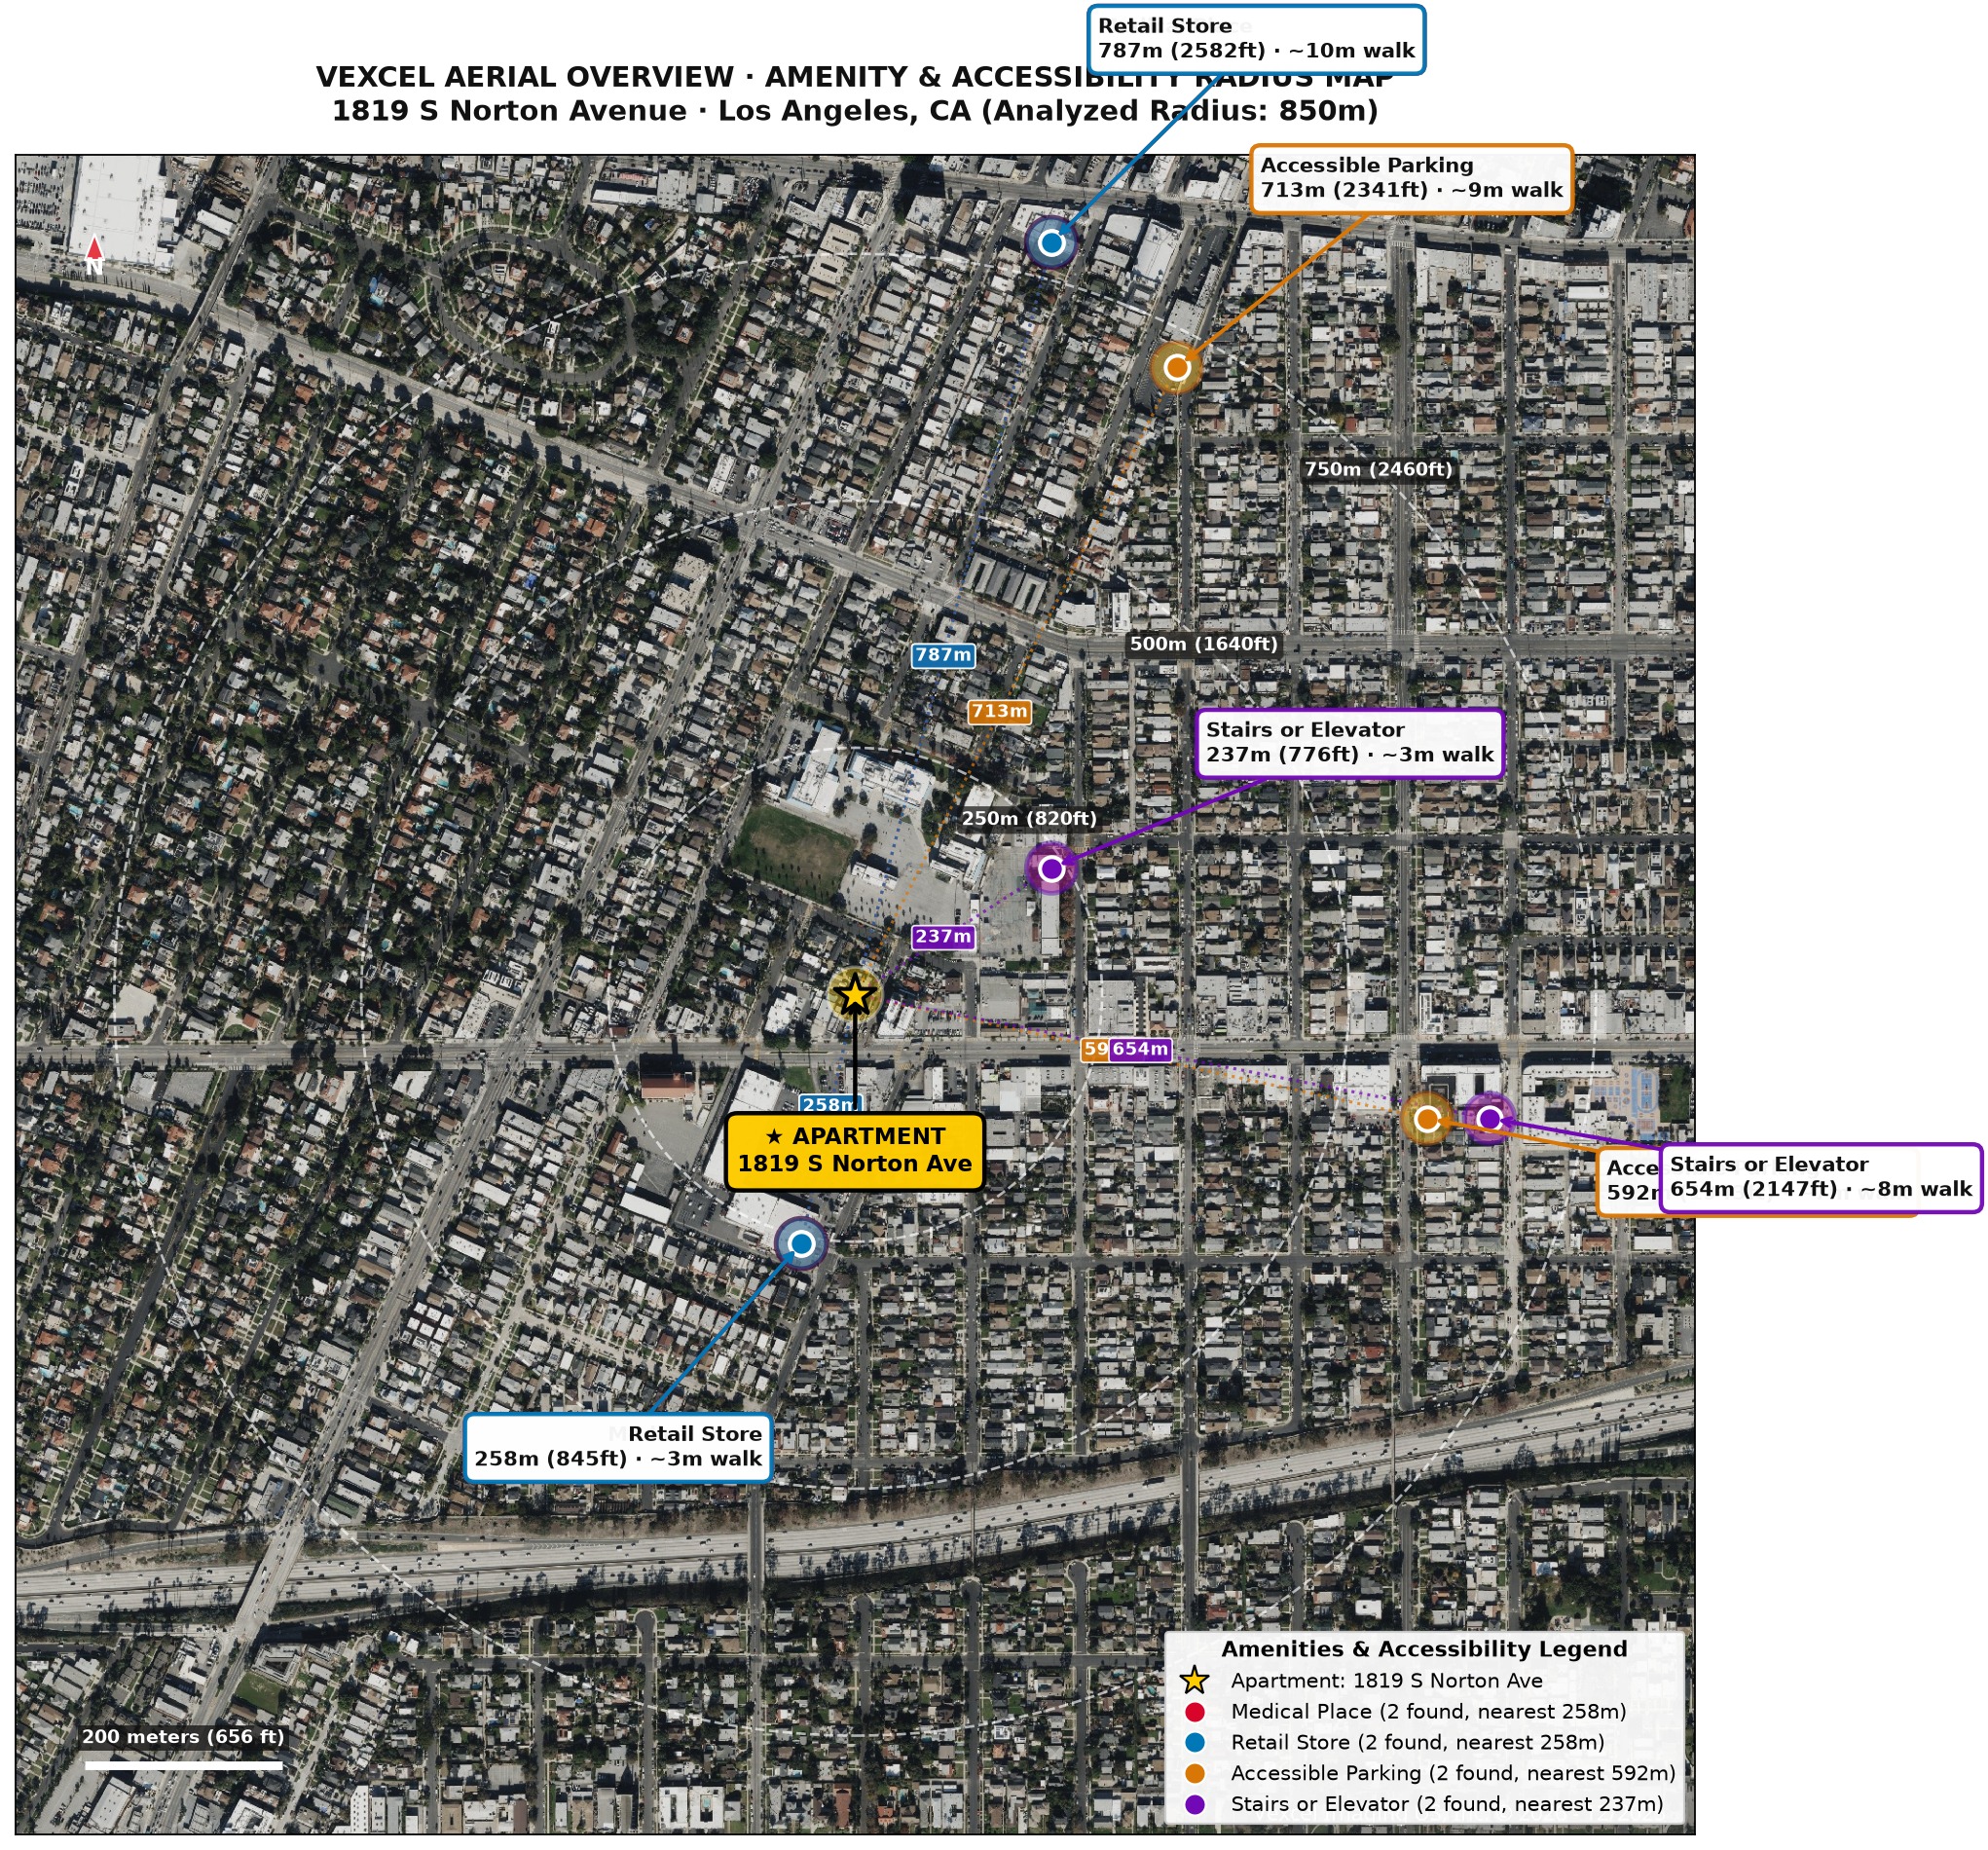 Retail Store
787m (2582ft) · ~10m walk
VEXCEL AERIAL OVERVIEW · AMENITY & ACCESSIBILITY RADIUS MAP
1819 S Norton Avenue · Los Angeles, CA (Analyzed Radius: 850m)
Accessible Parking
713m (2341ft) · ~9m walk
N
750m (2460ft)
500m (1640ft)
787m
713m
Stairs or Elevator
237m (776ft) · ~3m walk
250m (820ft)
237m
59
654m
258m
★ APARTMENT
1819 S Norton Ave
Acce
592m
Stairs or Elevator
654m (2147ft) · ~8m walk
Retail Store
258m (845ft) · ~3m walk
Amenities & Accessibility Legend
Apartment: 1819 S Norton Ave
Medical Place (2 found, nearest 258m)
Retail Store (2 found, nearest 258m)
Accessible Parking (2 found, nearest 592m)
Stairs or Elevator (2 found, nearest 237m)
200 meters (656 ft)